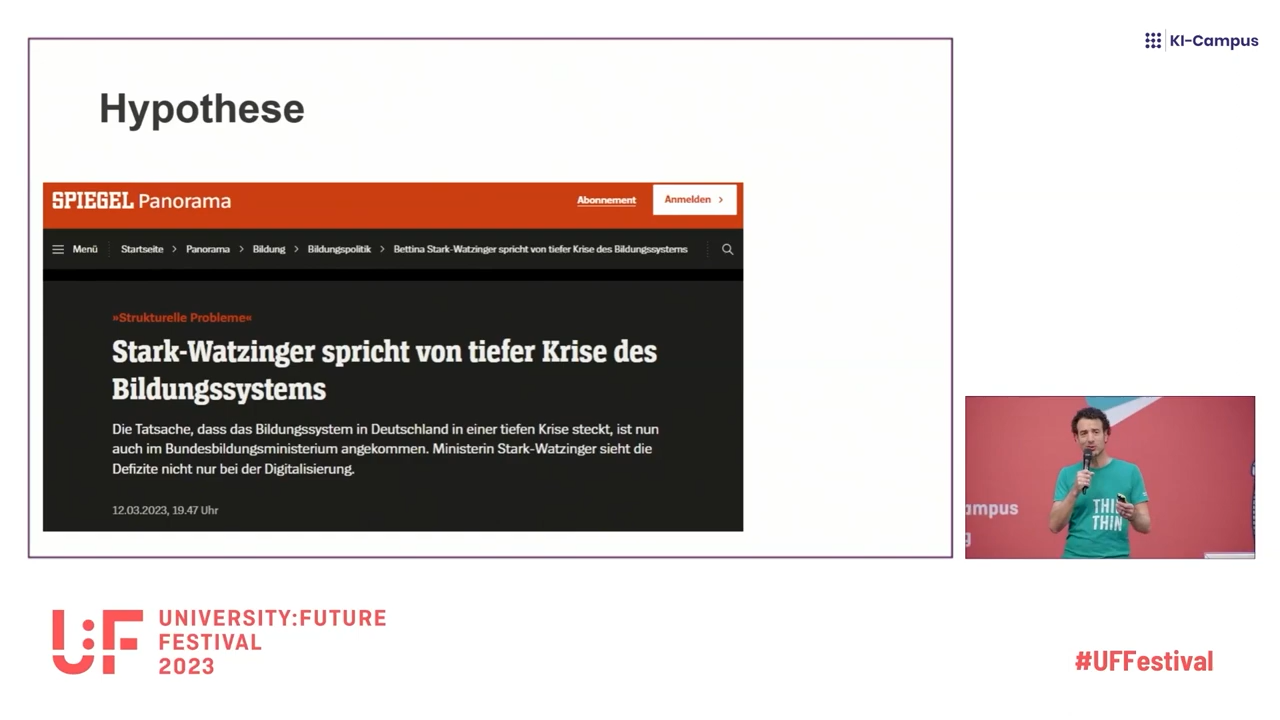 KI-Campus
Hypothese
SPIEGEL Panorama
Abonnement
Anmelden
Menü
Startseite
Panorama
Bildung
Bildungspolitik
Bettina Stark-Watzinger spricht von tiefer Krise des Bildungssystems
»Strukturelle Probleme«
Stark-Watzinger spricht von tiefer Krise des
Bildungssystems
Die Tatsache, dass das Bildungssystem in Deutschland in einer tiefen Krise steckt, ist nun
auch im Bundesbildungsministerium angekommen. Ministerin Stark-Watzinger sieht die
Defizite nicht nur bei der Digitalisierung.
12.03.2023, 19.47 Uhr
ampus
g
U:F
UNIVERSITY:FUTURE
FESTIVAL
2023
#UFFestival